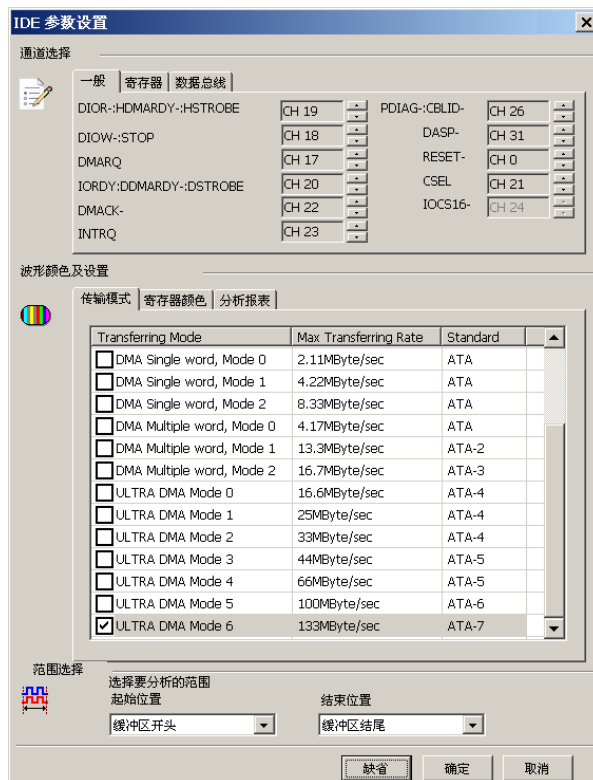 IDE 参数设置
通道选择
一般 寄存器 数据总线
DIOR-:HDMARDY-:HSTROBE CH 19 PDIAG-:CBLID- CH 26
DIOW-:STOP CH 18 DASP- CH 31
DMARQ CH 17 RESET- CH 0
IORDY:DDMARDY-:DSTROBE CH 20 CSEL CH 21
DMACK- CH 22 IOCS16- CH 24
INTRQ CH 23
波形颜色及设置
传输模式 寄存器颜色 分析报表
Transferring Mode Max Transferring Rate Standard
DMA Single word, Mode 0 2.11MByte/sec ATA
DMA Single word, Mode 1 4.22MByte/sec ATA
DMA Single word, Mode 2 8.33MByte/sec ATA
DMA Multiple word, Mode 0 4.17MByte/sec ATA
DMA Multiple word, Mode 1 13.3MByte/sec ATA-2
DMA Multiple word, Mode 2 16.7MByte/sec ATA-3
ULTRA DMA Mode 0 16.6MByte/sec ATA-4
ULTRA DMA Mode 1 25MByte/sec ATA-4
ULTRA DMA Mode 2 33MByte/sec ATA-4
ULTRA DMA Mode 3 44MByte/sec ATA-5
ULTRA DMA Mode 4 66MByte/sec ATA-5
ULTRA DMA Mode 5 100MByte/sec ATA-6
ULTRA DMA Mode 6 133MByte/sec ATA-7
范围选择
选择要分析的范围
起始位置 结束位置
缓冲区开头 缓冲区结尾
缺省 确定 取消